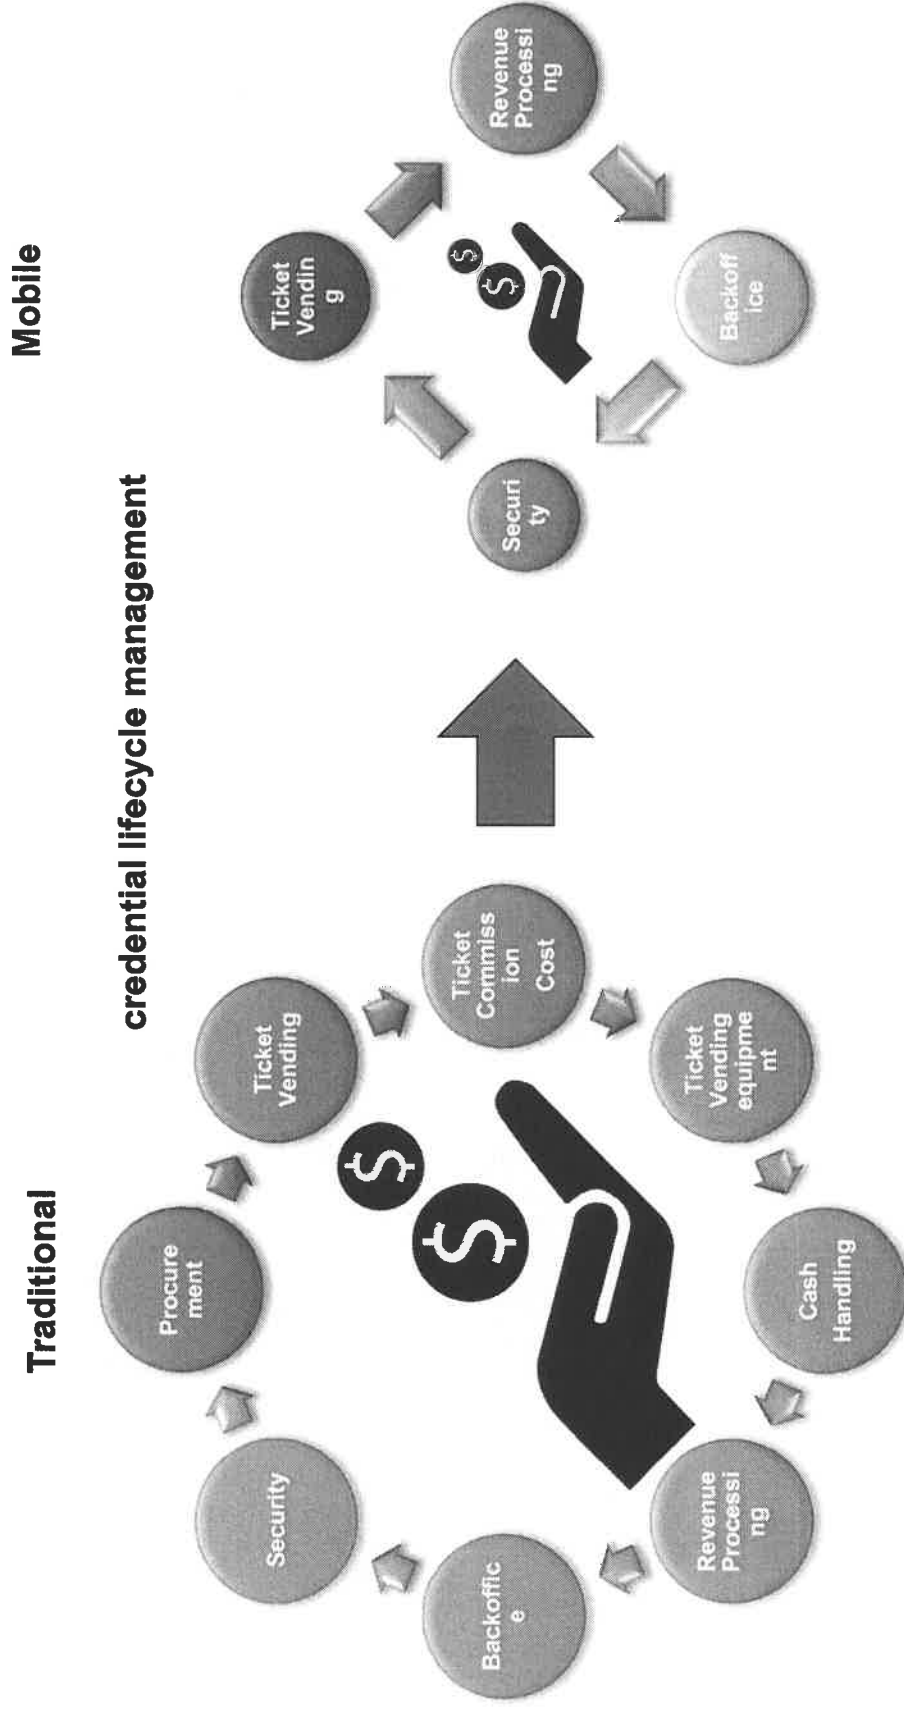 Traditional
Mobile
credential lifecycle management
Procure
ment
Ticket
Vending
Ticket
Commiss
ion
Cost
Ticket
Vending
equipme
nt
Cash
Handling
Revenue
Processi
ng
Backoffic
e
Security
$
$
Ticket
Vendin
g
Revenue
Processi
ng
Backoff
ice
Securi
ty
$
$